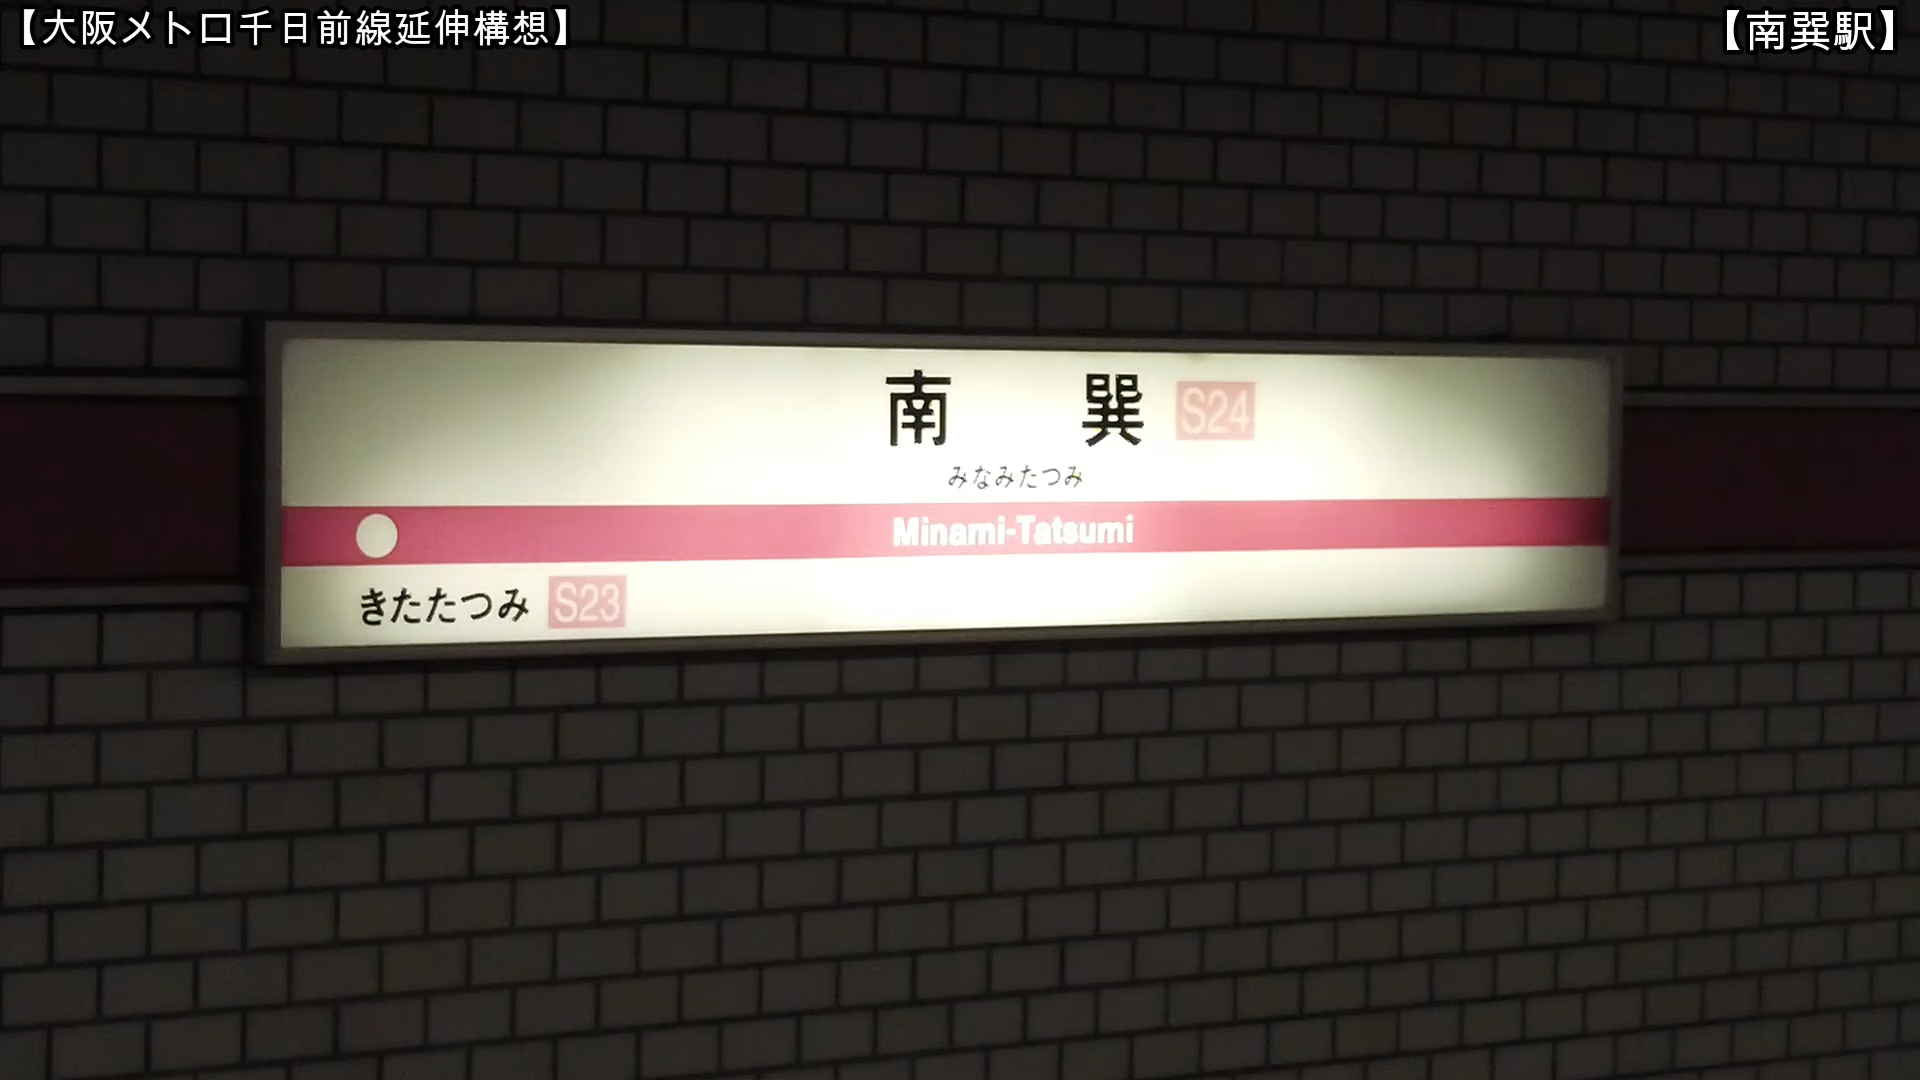 【大阪メトロ千日前線延伸構想】
【南巽駅】
南巽 S24
みなみたつみ
Minami-Tatsumi
きたたつみ S23